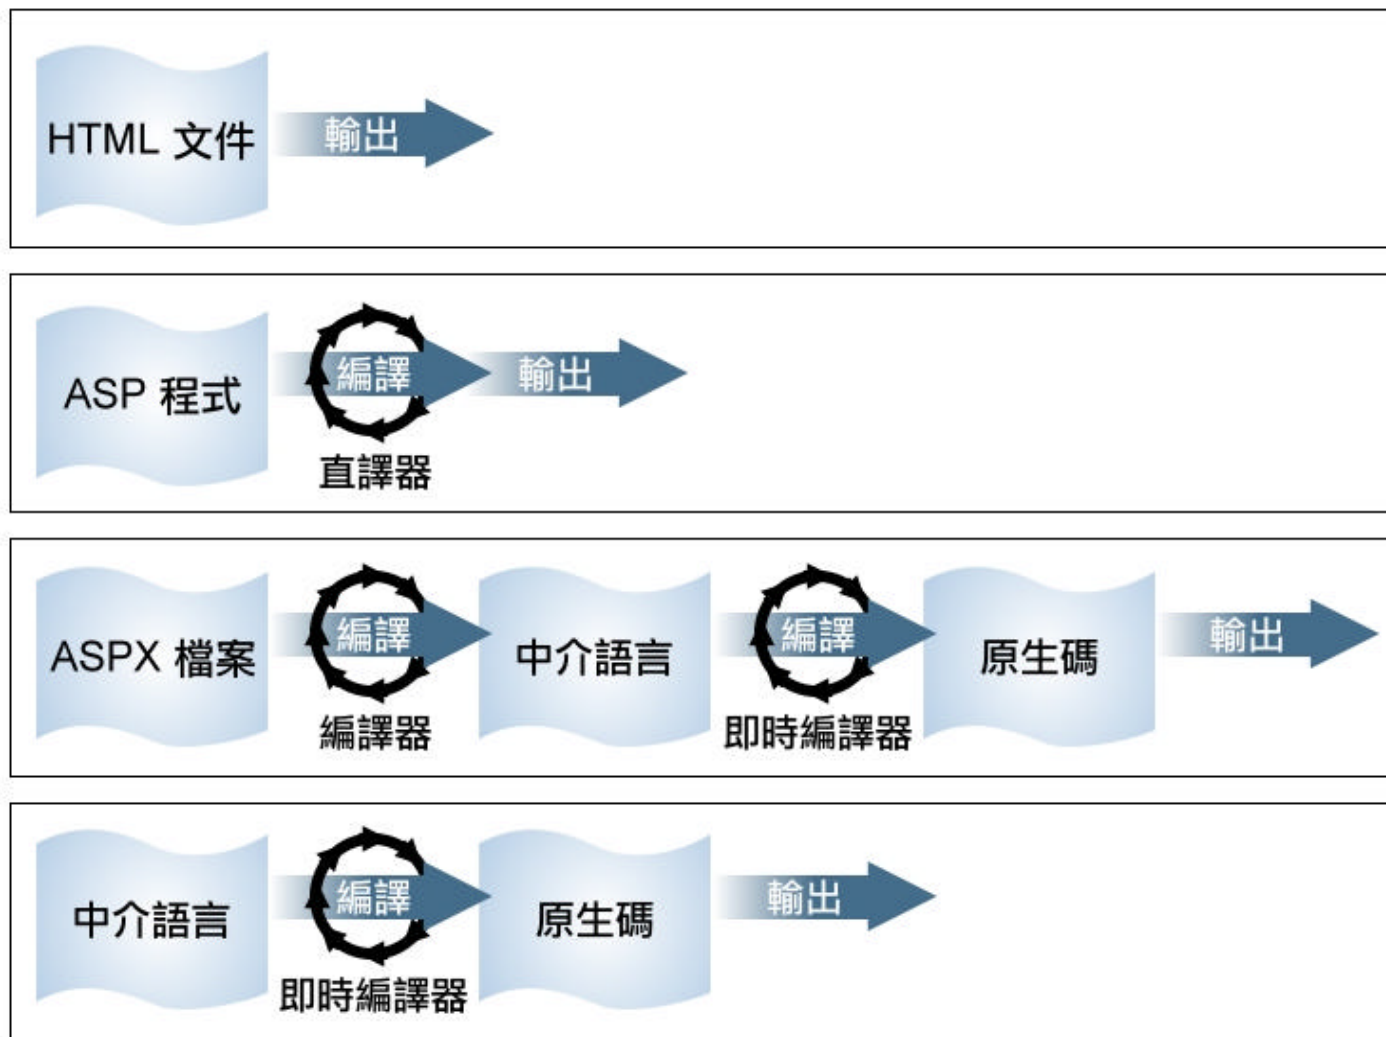 HTML 文件
輸出
ASP 程式
編譯
輸出
直譯器
ASPX 檔案
編譯
中介語言
編譯
原生碼
輸出
編譯器
即時編譯器
中介語言
編譯
原生碼
輸出
即時編譯器